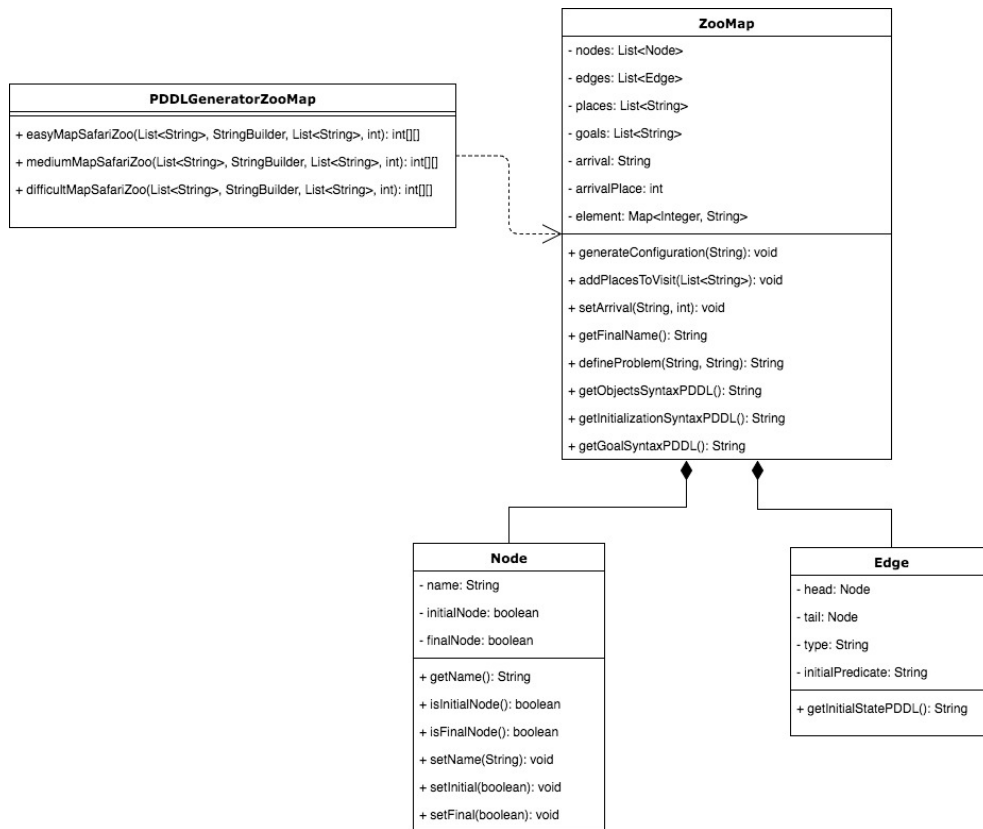 ZooMap
- nodes: List<Node>
- edges: List<Edge>
- places: List<String>
- goals: List<String>
- arrival: String
- arrivalPlace: int
- element: Map<Integer, String>
+ generateConfiguration(String): void
+ addPlacesToVisit(List<String>): void
+ setArrival(String, int): void
+ getFinalName(): String
+ defineProblem(String, String): String
+ getObjectsSyntaxPDDL(): String
+ getInitializationSyntaxPDDL(): String
+ getGoalSyntaxPDDL(): String
PDDLGeneratorZooMap
+ easyMapSafariZoo(List<String>, StringBuilder, List<String>, int): int[][]
+ mediumMapSafariZoo(List<String>, StringBuilder, List<String>, int): int[][]
+ difficultMapSafariZoo(List<String>, StringBuilder, List<String>, int): int[][]
Node
- name: String
- initialNode: boolean
- finalNode: boolean
+ getName(): String
+ isInitialNode(): boolean
+ isFinalNode(): boolean
+ setName(String): void
+ setInitial(boolean): void
+ setFinal(boolean): void
Edge
- head: Node
- tail: Node
- type: String
- initialPredicate: String
+ getInitialStatePDDL(): String